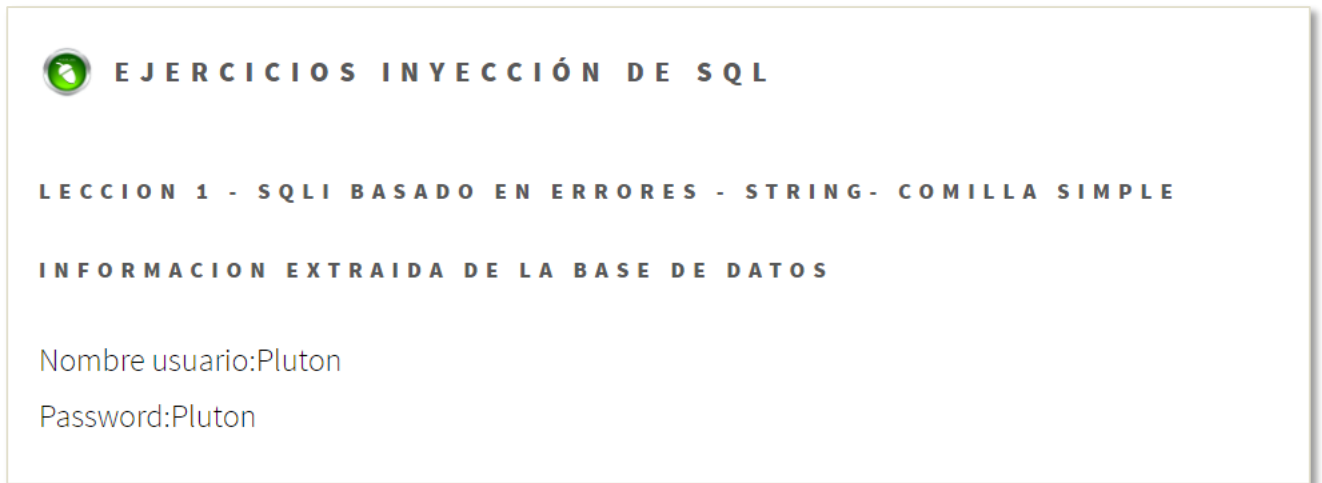 EJERCICIOS INYECCIÓN DE SQL
LECCION 1 - SQLI BASADO EN ERRORES - STRING- COMILLA SIMPLE
INFORMACION EXTRAIDA DE LA BASE DE DATOS
Nombre usuario:Pluton
Password:Pluton